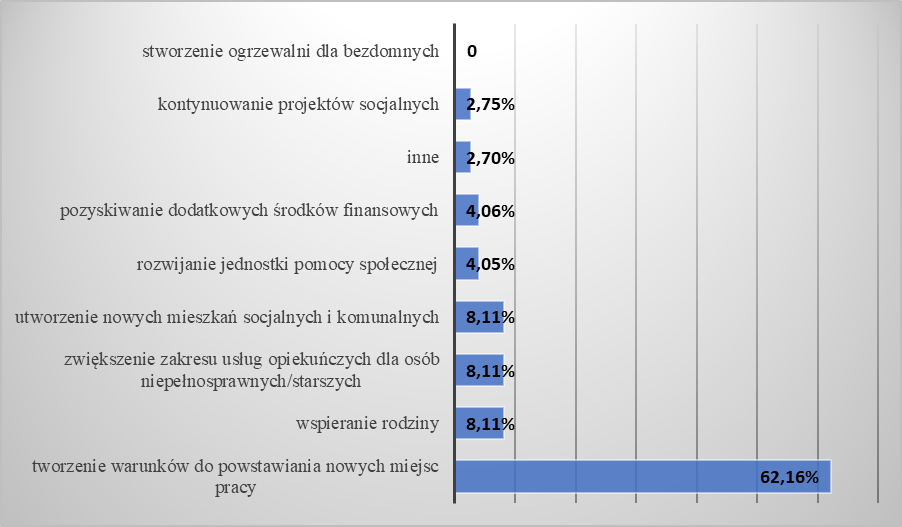 stworzenie ogrzewalni dla bezdomnych
0
kontynuowanie projektów socjalnych
2,75%
inne
2,70%
pozyskiwanie dodatkowych środków finansowych
4,06%
rozwijanie jednostki pomocy społecznej
4,05%
utworzenie nowych mieszkań socjalnych i komunalnych
8,11%
zwiększenie zakresu usług opiekuńczych dla osób
niepełnosprawnych/starszych
8,11%
wspieranie rodziny
8,11%
tworzenie warunków do powstawiania nowych miejsc
pracy
62,16%